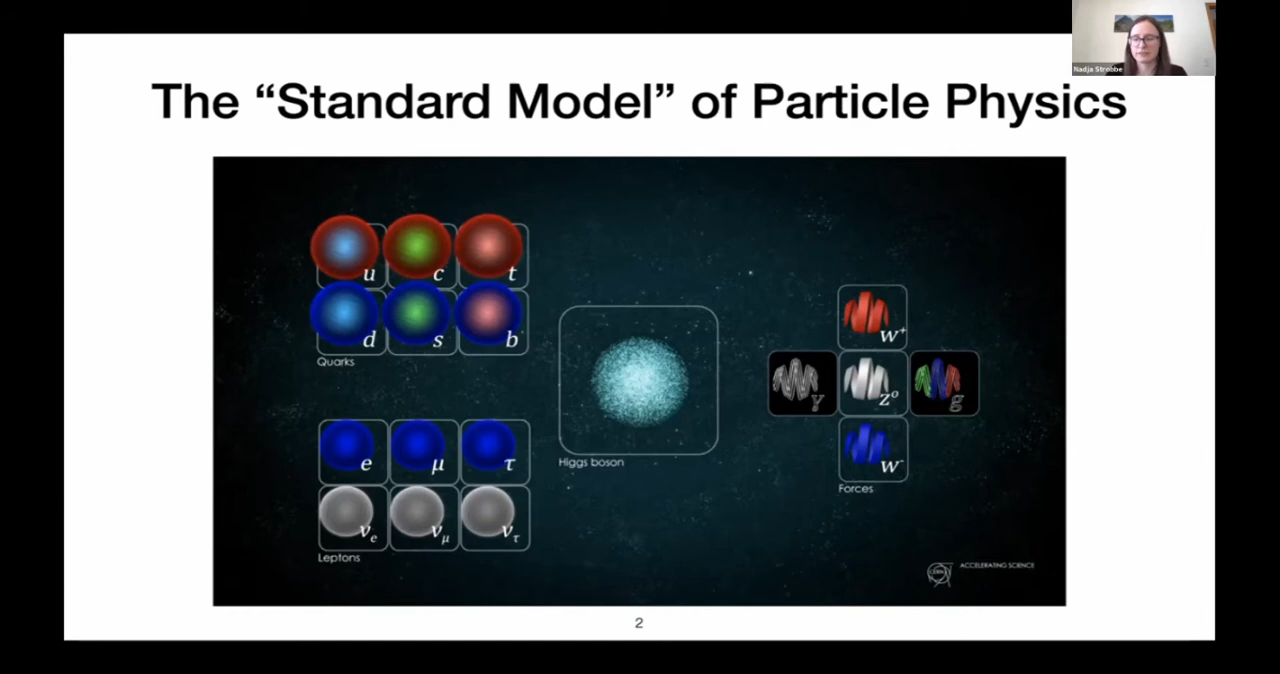 Nadja Strobbe
The “Standard Model” of Particle Physics
u c t
d s b
Quarks
W⁺
γ Z⁰ g
W⁻
Forces
Higgs boson
e μ τ
νₑ ν_μ ν_τ
Leptons
CERN ACCELERATING SCIENCE
2